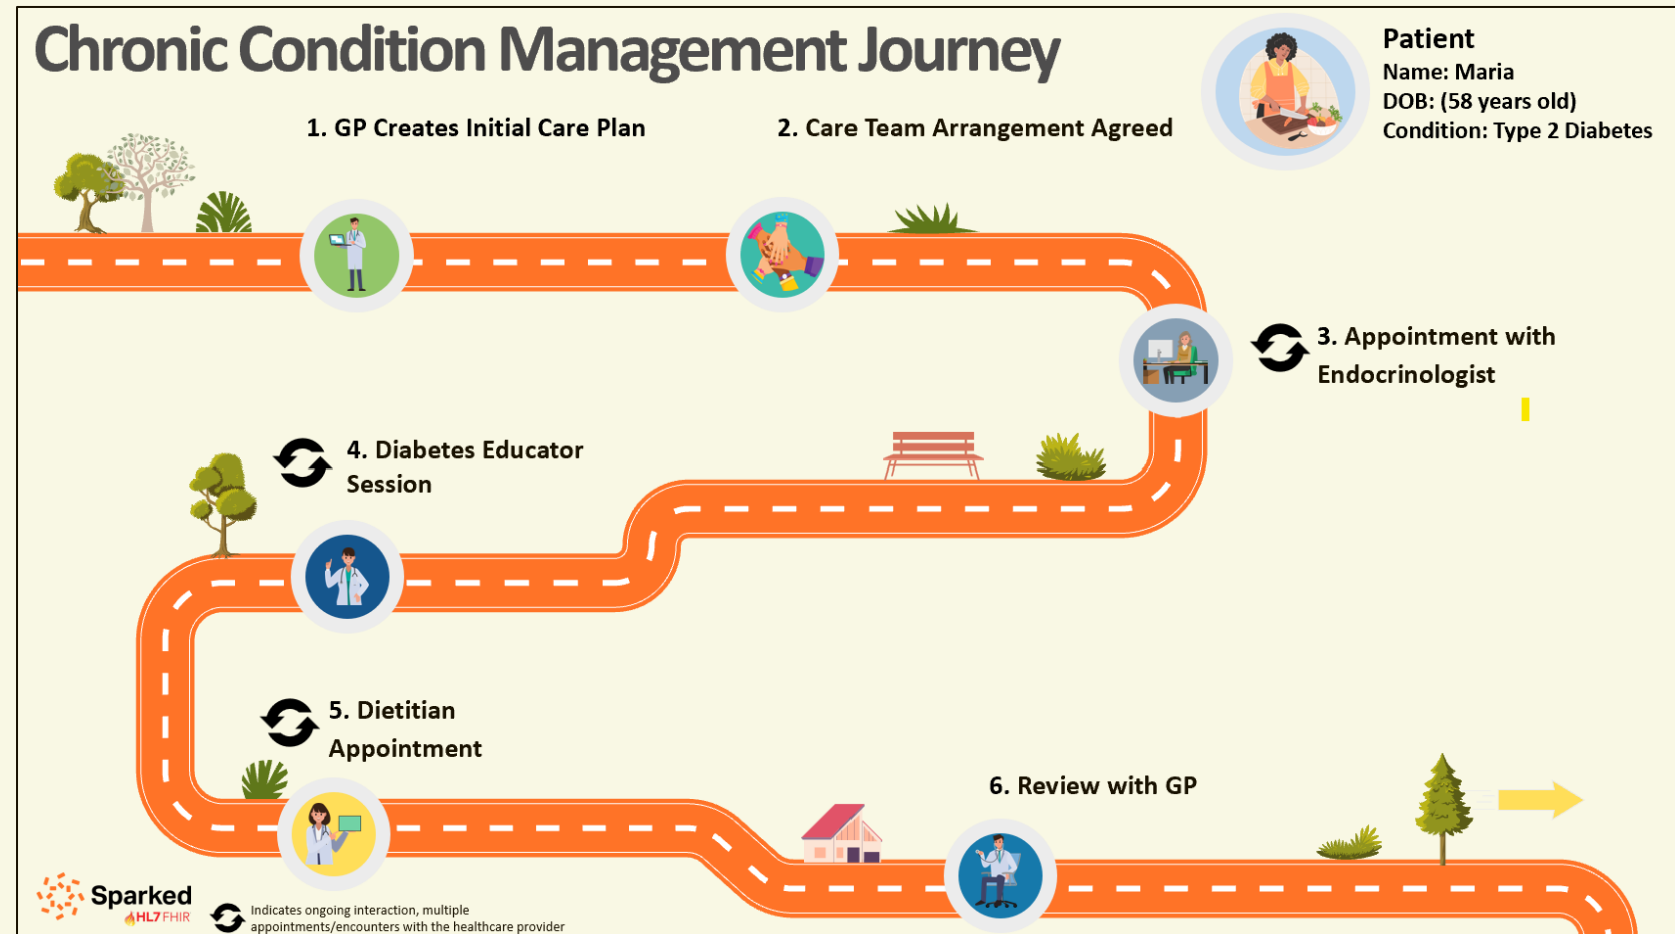 Chronic Condition Management Journey
Patient
Name: Maria
DOB: (58 years old)
Condition: Type 2 Diabetes
1. GP Creates Initial Care Plan
2. Care Team Arrangement Agreed
3. Appointment with
Endocrinologist
4. Diabetes Educator
Session
5. Dietitian
Appointment
6. Review with GP
Sparked
HL7 FHIR
Indicates ongoing interaction, multiple
appointments/encounters with the healthcare provider